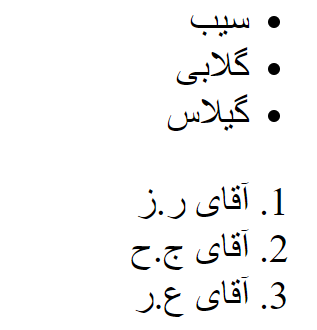 • سیب
• گلابی
• گیلاس
1. آقای ر.ز
2. آقای ج.ح
3. آقای ع.ر